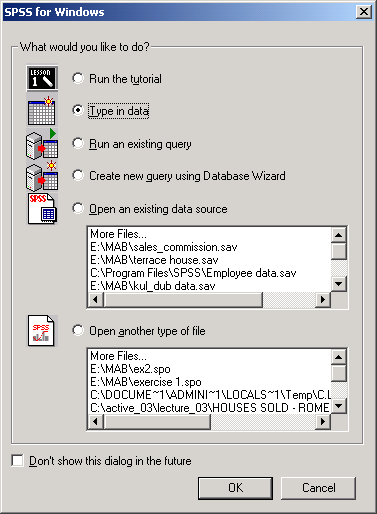 SPSS for Windows
What would you like to do?
LESSON
1
Run the tutorial
Type in data
Run an existing query
Create new query using Database Wizard
SPSS
Open an existing data source
More Files...
E:\MAB\sales_commission.sav
E:\MAB\terrace house.sav
C:\Program Files\SPSS\Employee data.sav
E:\MAB\kul_dub data.sav
SPSS
Open another type of file
More Files...
E:\MAB\ex2.spo
E:\MAB\exercise 1.spo
C:\DOCUME~1\ADMINI~1\LOCALS~1\Temp\C.L
C:\active_03\lecture_03\HOUSES SOLD - ROME
Don't show this dialog in the future
OK
Cancel